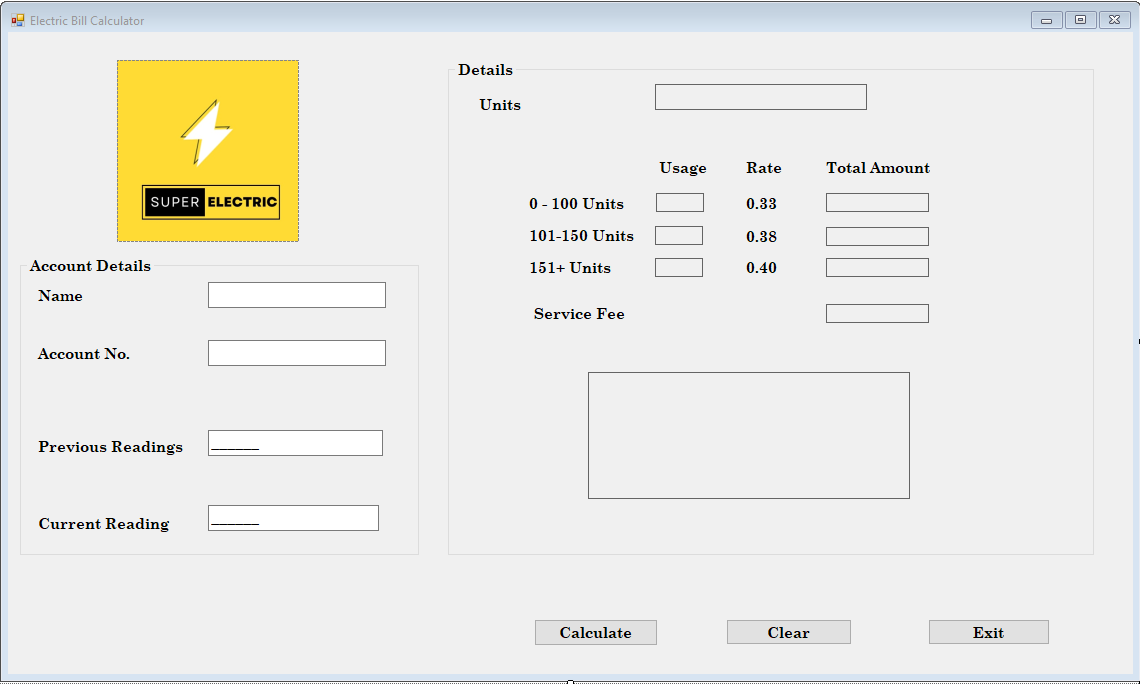 Electric Bill Calculator
SUPER ELECTRIC
Account Details
Name
Account No.
Previous Readings ______
Current Reading ______
Details
Units
Usage Rate Total Amount
0 - 100 Units 0.33
101-150 Units 0.38
151+ Units 0.40
Service Fee
Calculate Clear Exit